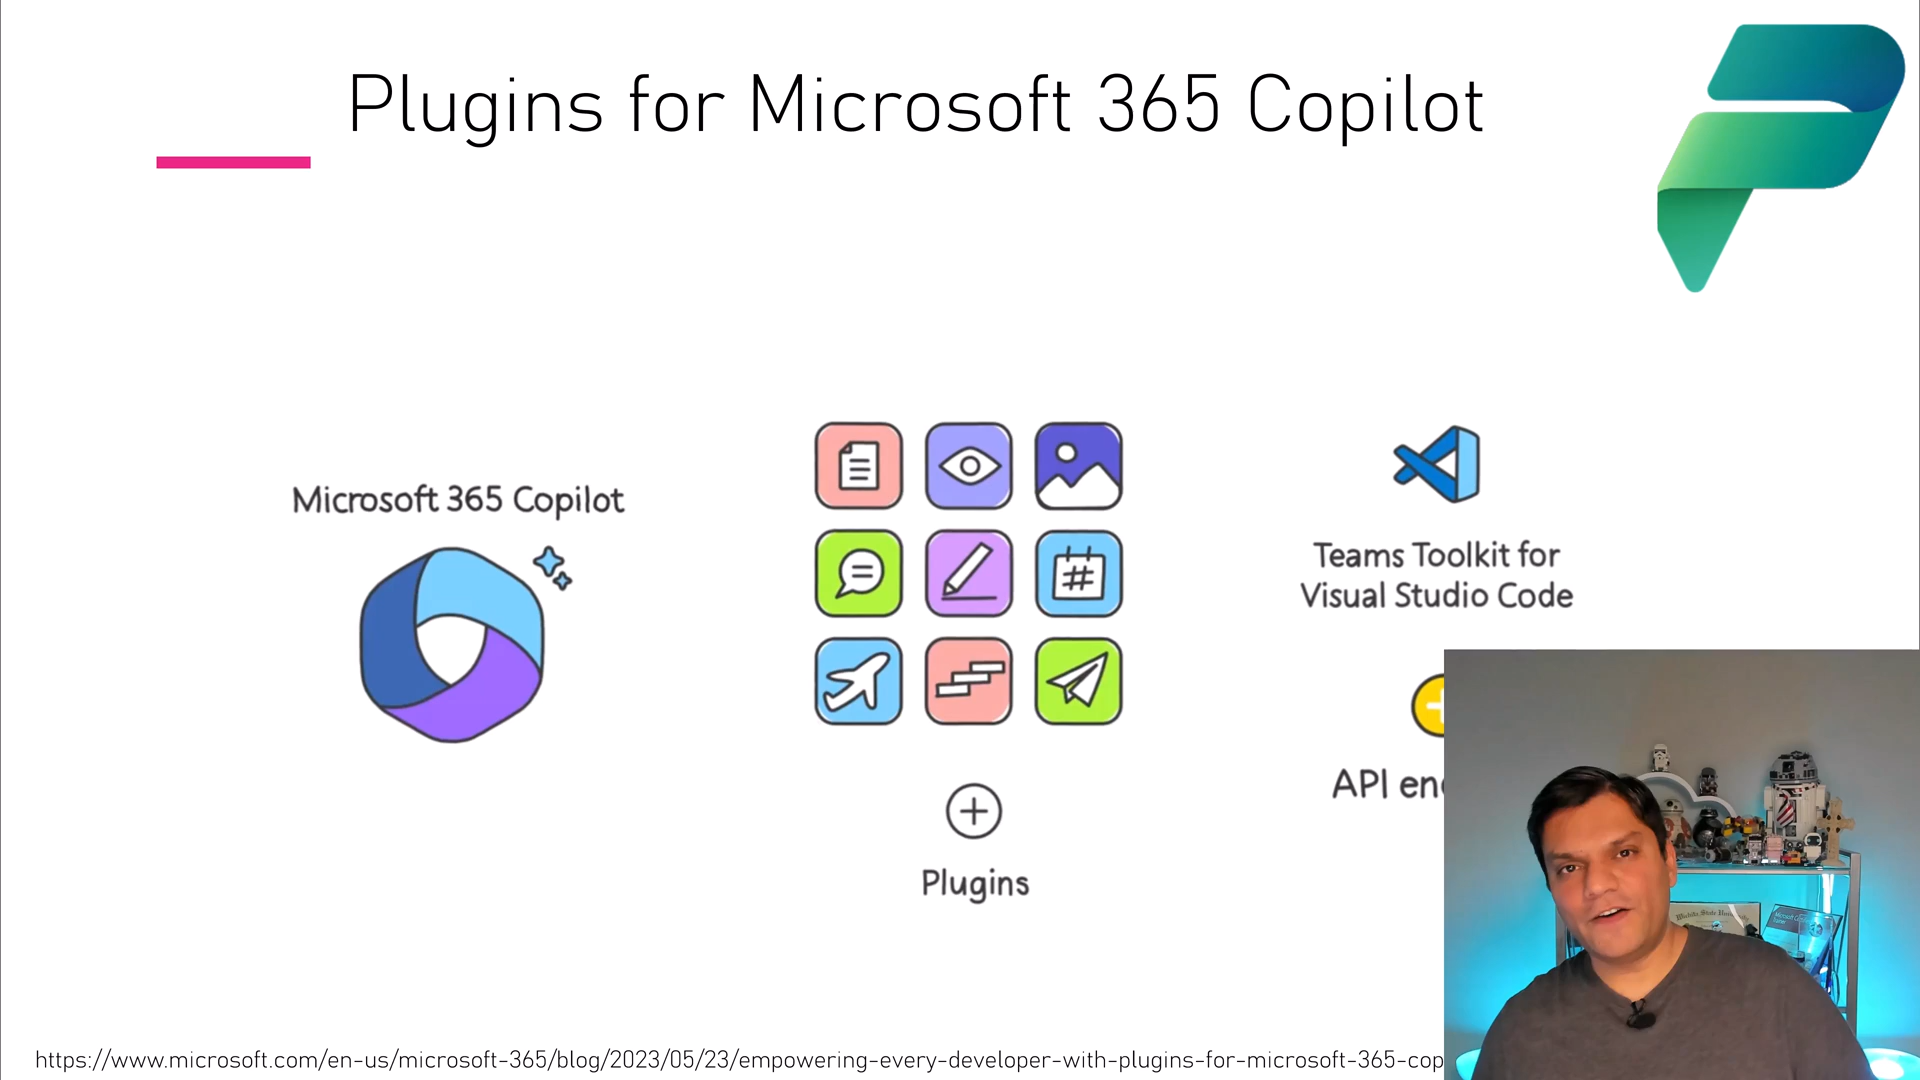 Plugins for Microsoft 365 Copilot
Microsoft 365 Copilot
Teams Toolkit for
Visual Studio Code
API en
Plugins
https://www.microsoft.com/en-us/microsoft-365/blog/2023/05/23/empowering-every-developer-with-plugins-for-microsoft-365-cop
#